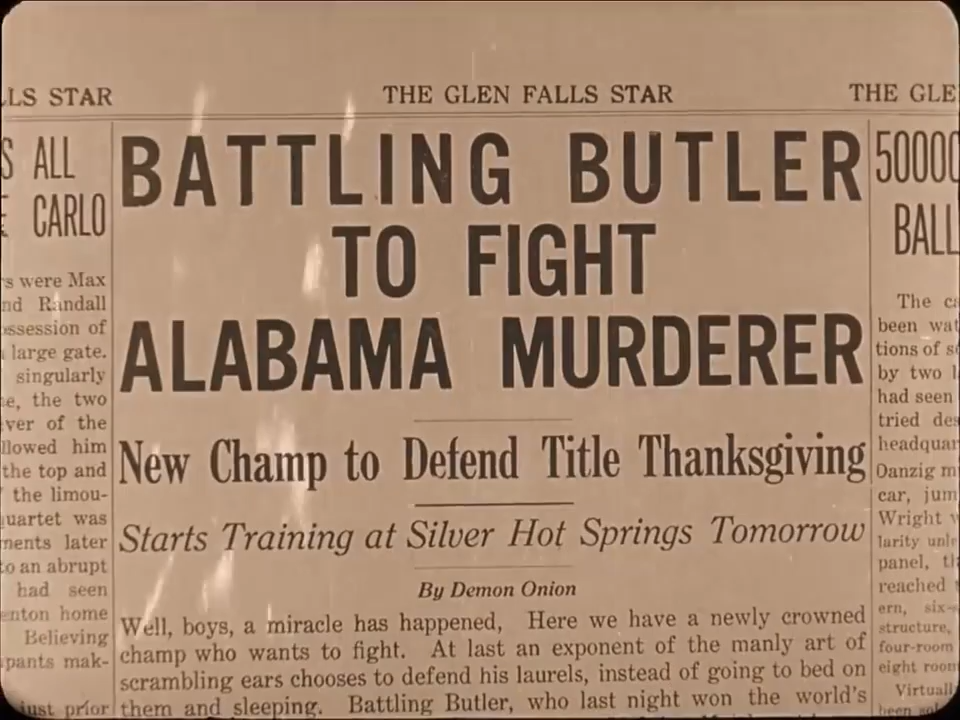 LS STAR
THE GLEN FALLS STAR
THE GLE
S ALL
CARLO
s were Max
nd Randall
ssession of
large gate.
singularly
e, the two
ver of the
llowed him
the top and
the limou-
uartet was
ments later
to an abrupt
had seen
enton home
Believing
pants mak-
just prior
BATTLING BUTLER
TO FIGHT
ALABAMA MURDERER
New Champ to Defend Title Thanksgiving
Starts Training at Silver Hot Springs Tomorrow
By Demon Onion
Well, boys, a miracle has happened, Here we have a newly crowned
champ who wants to fight. At last an exponent of the manly art of
scrambling ears chooses to defend his laurels, instead of going to bed on
them and sleeping. Battling Butler, who last night won the world's
5000
BALL
The c
been wat
tions of s
by two l
had seen
tried des
headquar
Danzig m
car, jum
Wright
larity unl
panel, t
reached
ern, six-
structure,
four-room
eight room
Virtuall
been